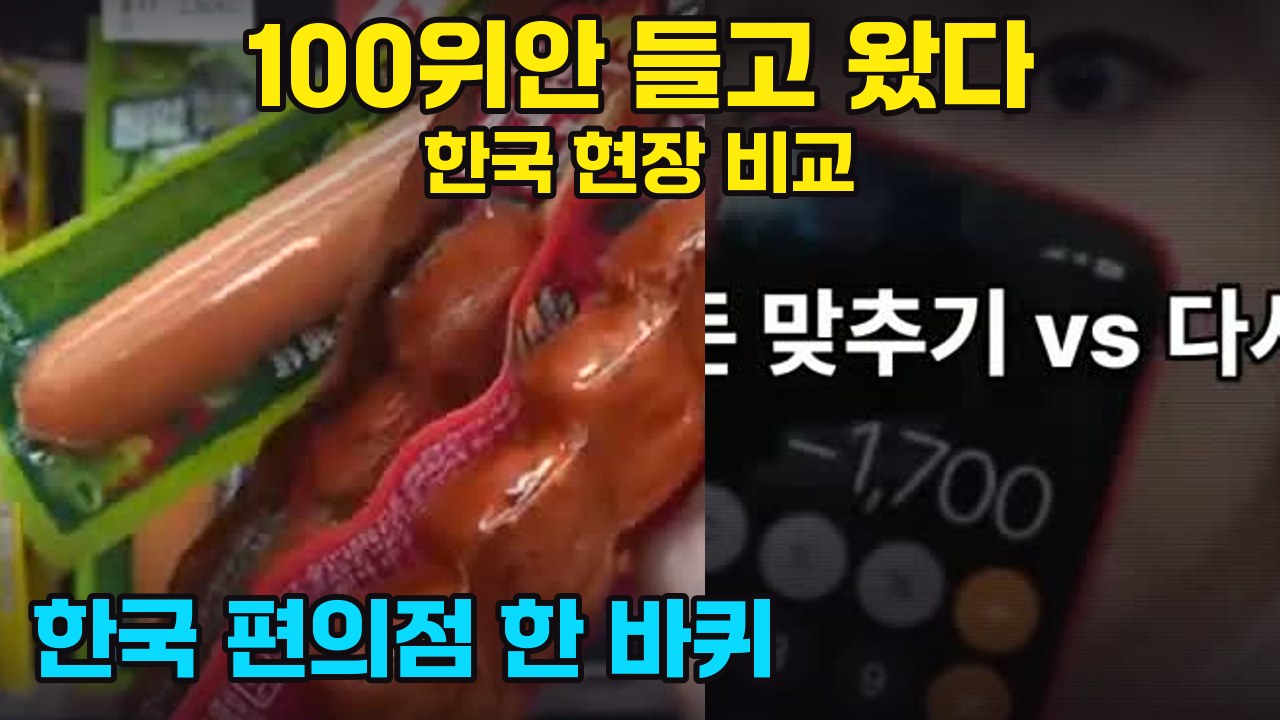 100위안 들고 왔다
한국 현장 비교
맞추기 vs
-1,700
한국 편의점 한 바퀴